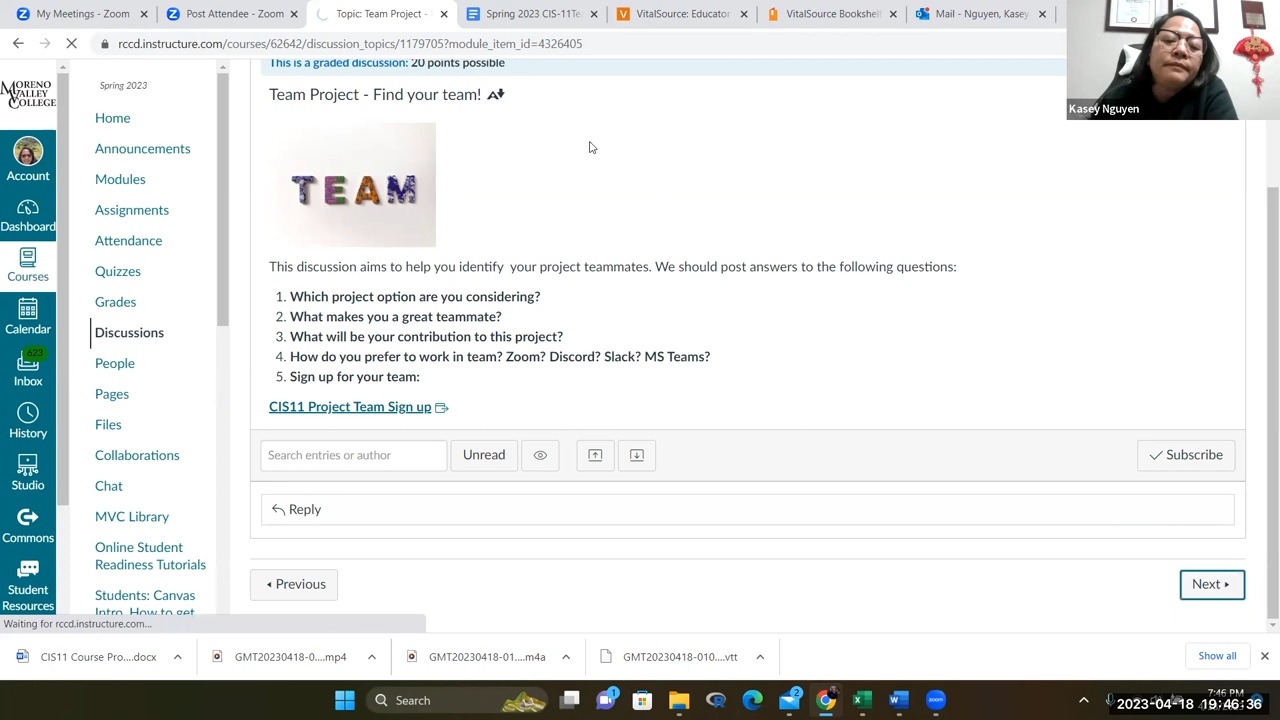 My Meetings - Zoom
Post Attendee - Zoom
Topic: Team Project -
Spring 2023 CIS-11Te
VitalSource: Educator
VitalSource Bookshelf
Mail - Nguyen, Kasey
rccd.instructure.com/courses/62642/discussion_topics/1179705?module_item_id=4326405
Kasey Nguyen
MORENO
VALLEY
COLLEGE
Account
Dashboard
Courses
Calendar
623
Inbox
History
Studio
Commons
Student
Resources
Spring 2023
Home
Announcements
Modules
Assignments
Attendance
Quizzes
Grades
Discussions
People
Pages
Files
Collaborations
Chat
MVC Library
Online Student
Readiness Tutorials
Students: Canvas
Intro, How to get
This is a graded discussion: 20 points possible
Team Project - Find your team!
TEAM
This discussion aims to help you identify your project teammates. We should post answers to the following questions:
1. Which project option are you considering?
2. What makes you a great teammate?
3. What will be your contribution to this project?
4. How do you prefer to work in team? Zoom? Discord? Slack? MS Teams?
5. Sign up for your team:
CIS11 Project Team Sign up
Search entries or author
Unread
Subscribe
Reply
Previous
Next
Waiting for rccd.instructure.com...
CIS11 Course Pro....docx
GMT20230418-0....mp4
GMT20230418-01....m4a
GMT20230418-010....vtt
Show all
Search
1
2
7:46 PM
2023-04-18 19:46:36